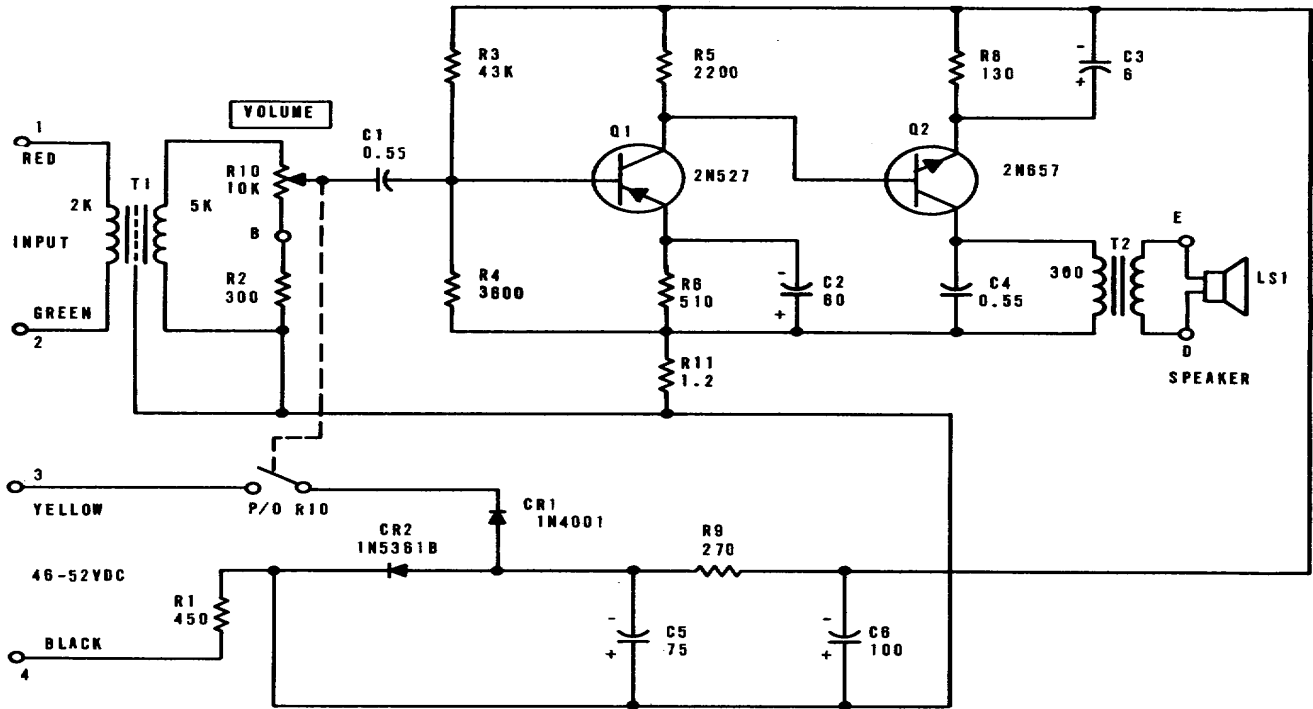 VOLUME
1
RED
INPUT
GREEN
2
T1
2K
5K
R10
10K
B
R2
300
C1
0.55
R3
43K
R4
3600
R5
2200
Q1
2N527
R6
510
C2
60
-
+
R11
1.2
R8
130
C3
6
-
+
Q2
2N657
C4
0.55
360
T2
E
LS1
D
SPEAKER
3
YELLOW
P/O R10
CR1
1N4001
CR2
1N5361B
R9
270
46-52VDC
R1
450
BLACK
4
-
+
C5
75
-
+
C6
100